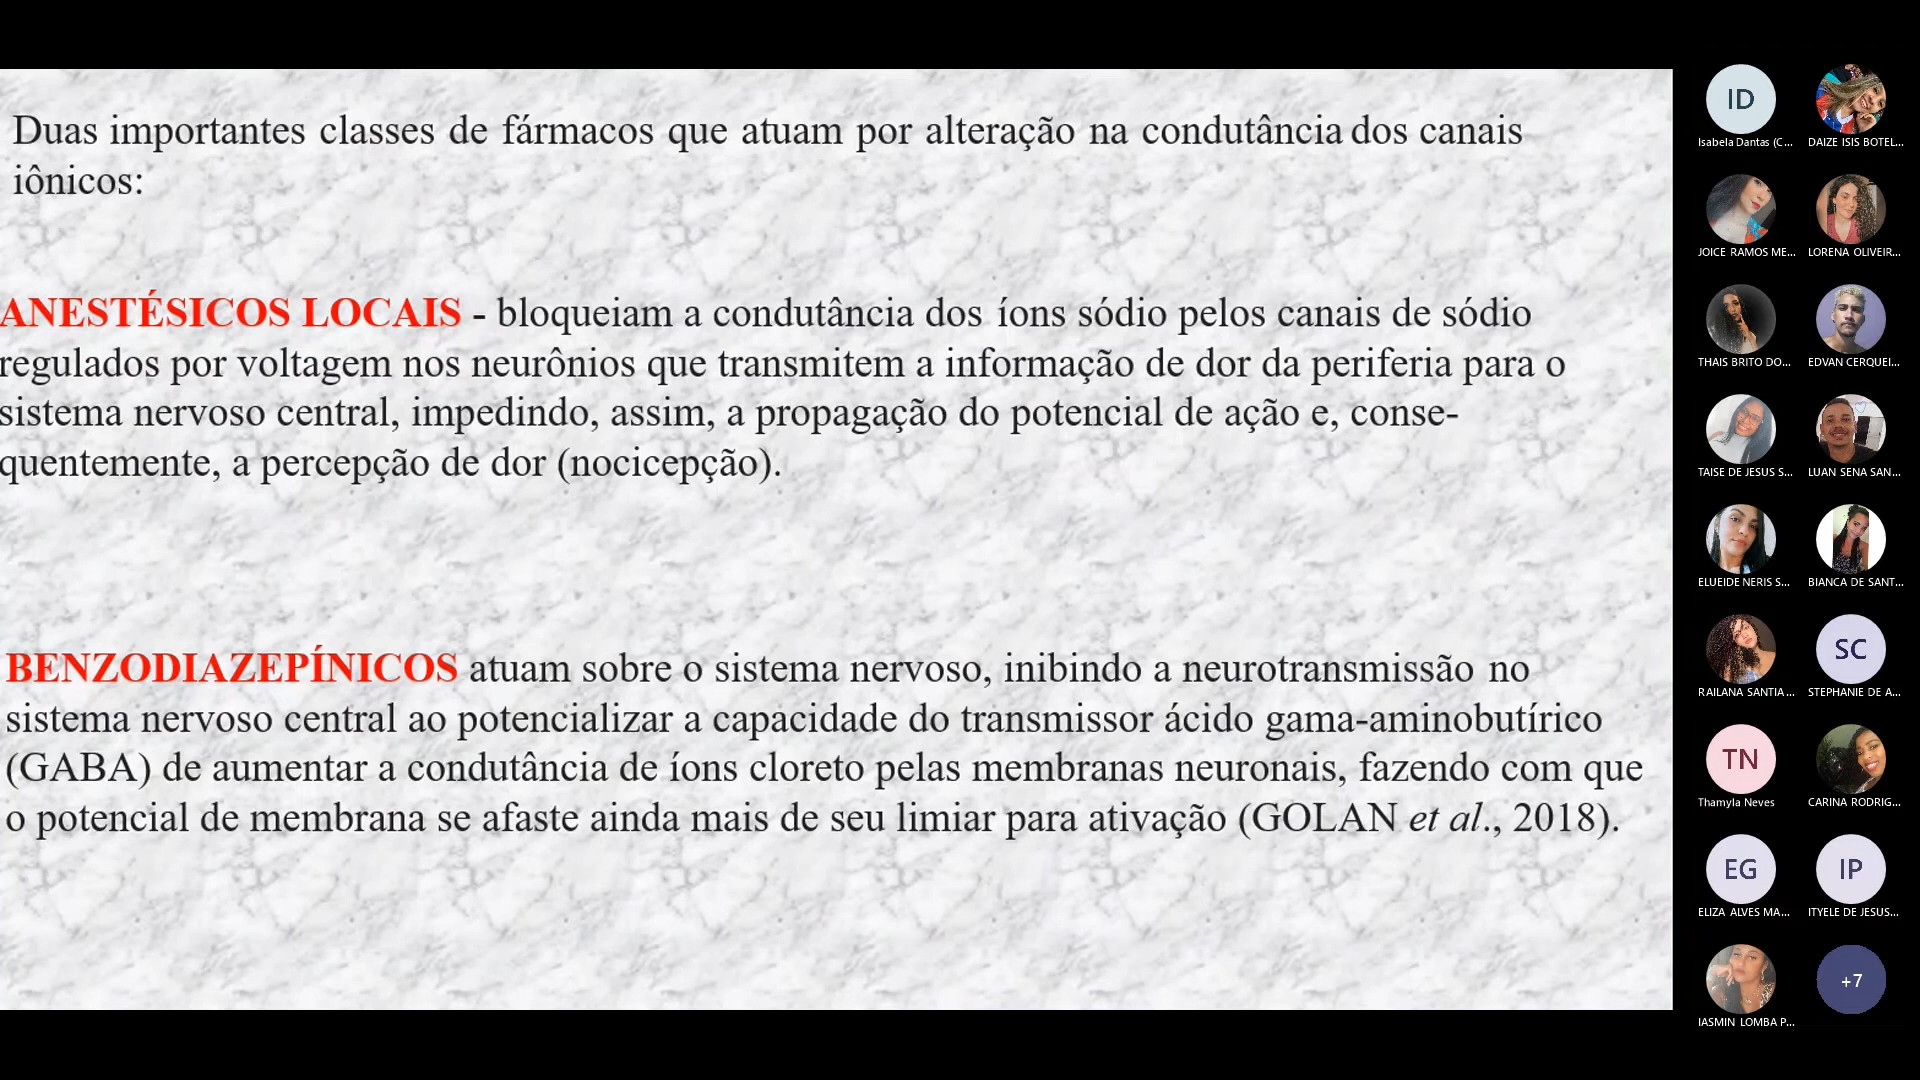 Duas importantes classes de fármacos que atuam por alteração na condutância dos canais
iônicos:
ANESTÉSICOS LOCAIS - bloqueiam a condutância dos íons sódio pelos canais de sódio
regulados por voltagem nos neurônios que transmitem a informação de dor da periferia para o
sistema nervoso central, impedindo, assim, a propagação do potencial de ação e, conse-
quentemente, a percepção de dor (nocicepção).
BENZODIAZEPÍNICOS atuam sobre o sistema nervoso, inibindo a neurotransmissão no
sistema nervoso central ao potencializar a capacidade do transmissor ácido gama-aminobutírico
(GABA) de aumentar a condutância de íons cloreto pelas membranas neuronais, fazendo com que
o potencial de membrana se afaste ainda mais de seu limiar para ativação (GOLAN et al., 2018).
ID
Isabela Dantas (C...
DAIZE ISIS BOTEL...
JOICE RAMOS ME...
LORENA OLIVEIR...
THAIS BRITO DO...
EDVAN CERQUEI...
TAISE DE JESUS S...
LUAN SENA SAN...
ELUEIDE NERIS S...
BIANCA DE SANT...
SC
RAILANA SANTIA...
STEPHANIE DE A...
TN
Thamyla Neves
CARINA RODRIG...
EG
IP
ELIZA ALVES MA...
ITYELE DE JESUS...
+7
IASMIN LOMBA P...